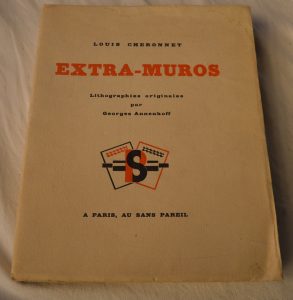 LOUIS CHERONNET
EXTRA-MUROS
Lithographies originales
par
Georges Annenkoff
S P
A PARIS, AU SANS PAREIL